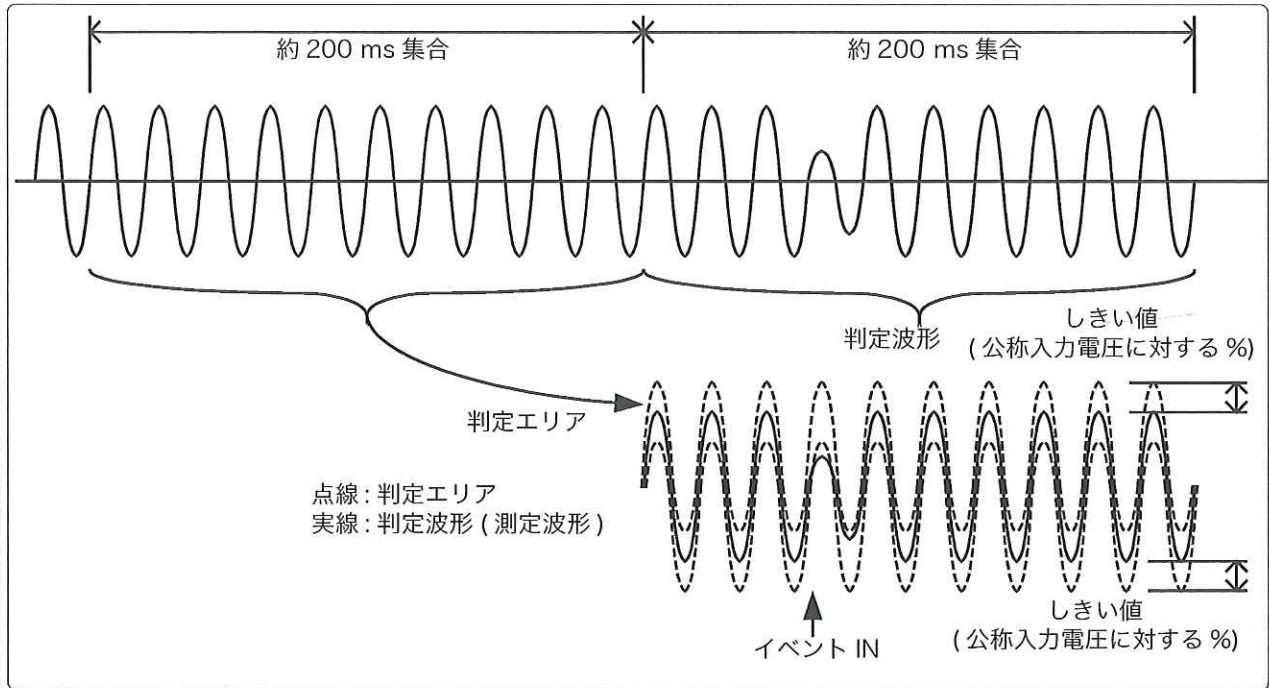 約 200 ms 集合
約 200 ms 集合
判定波形
しきい値
( 公称入力電圧に対する %)
判定エリア
点線 : 判定エリア
実線 : 判定波形 ( 測定波形 )
イベント IN
しきい値
( 公称入力電圧に対する %)